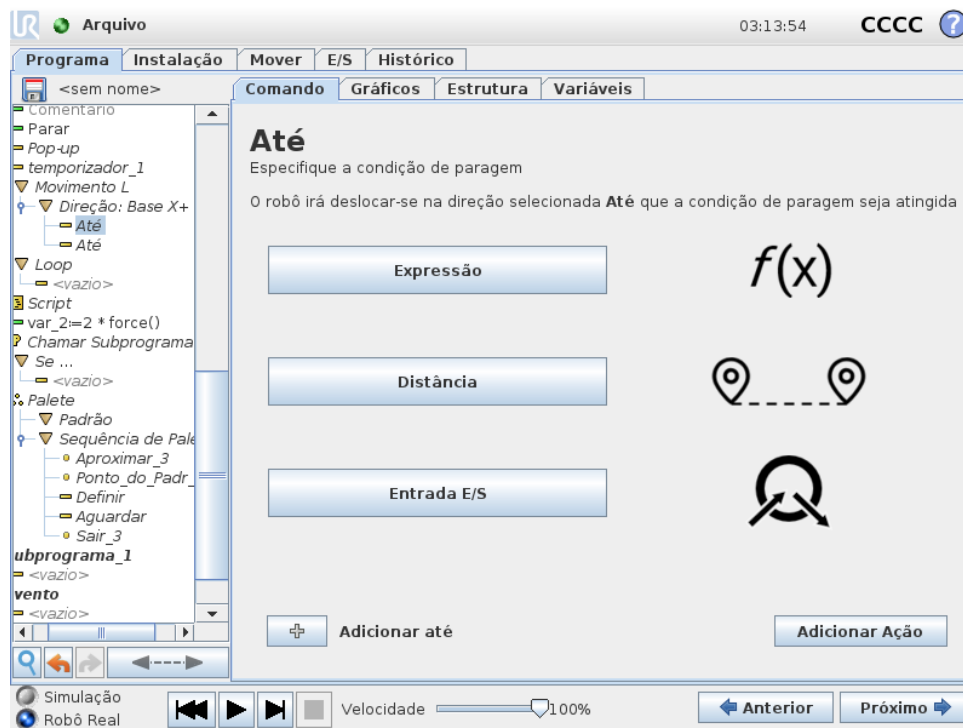 UR Arquivo 03:13:54 CCCC ?
Programa Instalação Mover E/S Histórico
<sem nome>
Comando Gráficos Estrutura Variáveis
Comentário
Parar
Pop-up
temporizador_1
Movimento L
Direção: Base X+
Até
Até
Loop
<vazio>
Script
var_2:=2 * force()
Chamar Subprograma
Se ...
<vazio>
Palete
Padrão
Sequência de Pale
Aproximar_3
Ponto_do_Padr_
Definir
Aguardar
Sair_3
ubprograma_1
<vazio>
vento
<vazio>
Até
Especifique a condição de paragem
O robô irá deslocar-se na direção selecionada Até que a condição de paragem seja atingida
Expressão f(x)
Distância
Entrada E/S
Adicionar até Adicionar Ação
Simulação
Robô Real
Velocidade 100%
Anterior Próximo